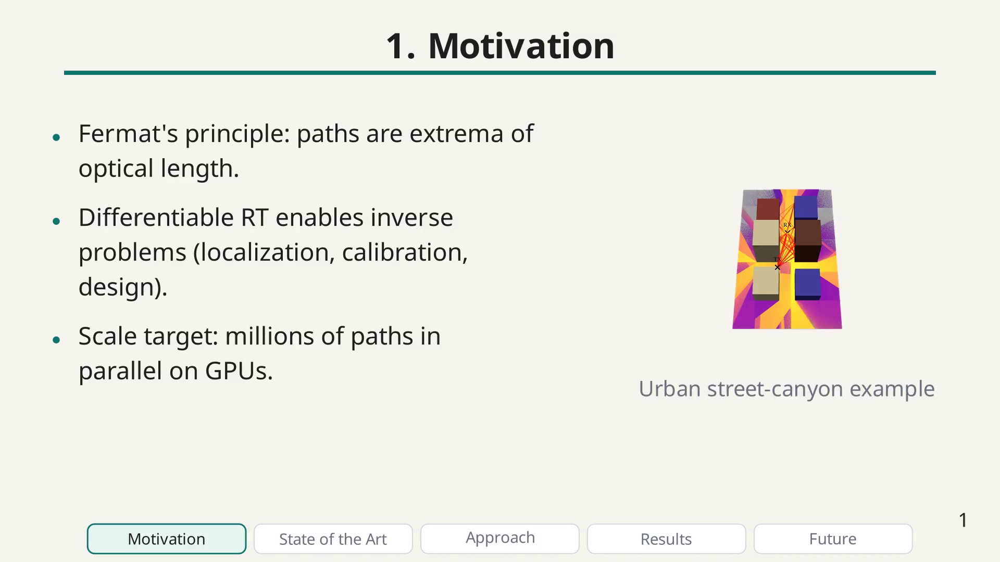 1. Motivation
• Fermat's principle: paths are extrema of
optical length.
• Differentiable RT enables inverse
problems (localization, calibration,
design).
• Scale target: millions of paths in
parallel on GPUs.
RX
TX
Urban street-canyon example
1
Motivation
State of the Art
Approach
Results
Future